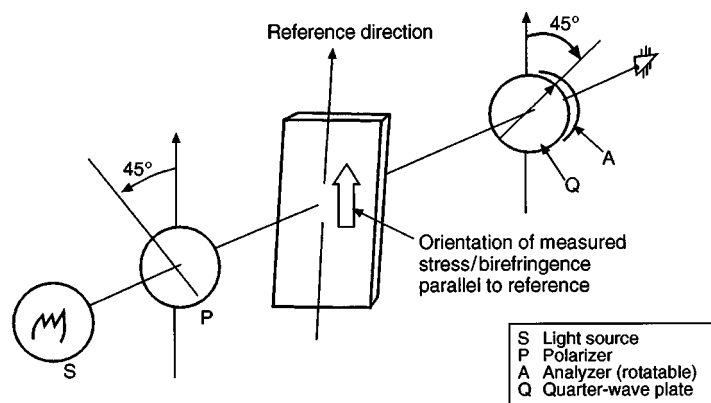 Reference direction
45°
45°
A
Q
Orientation of measured
stress/birefringence
parallel to reference
P
S
S Light source
P Polarizer
A Analyzer (rotatable)
Q Quarter-wave plate